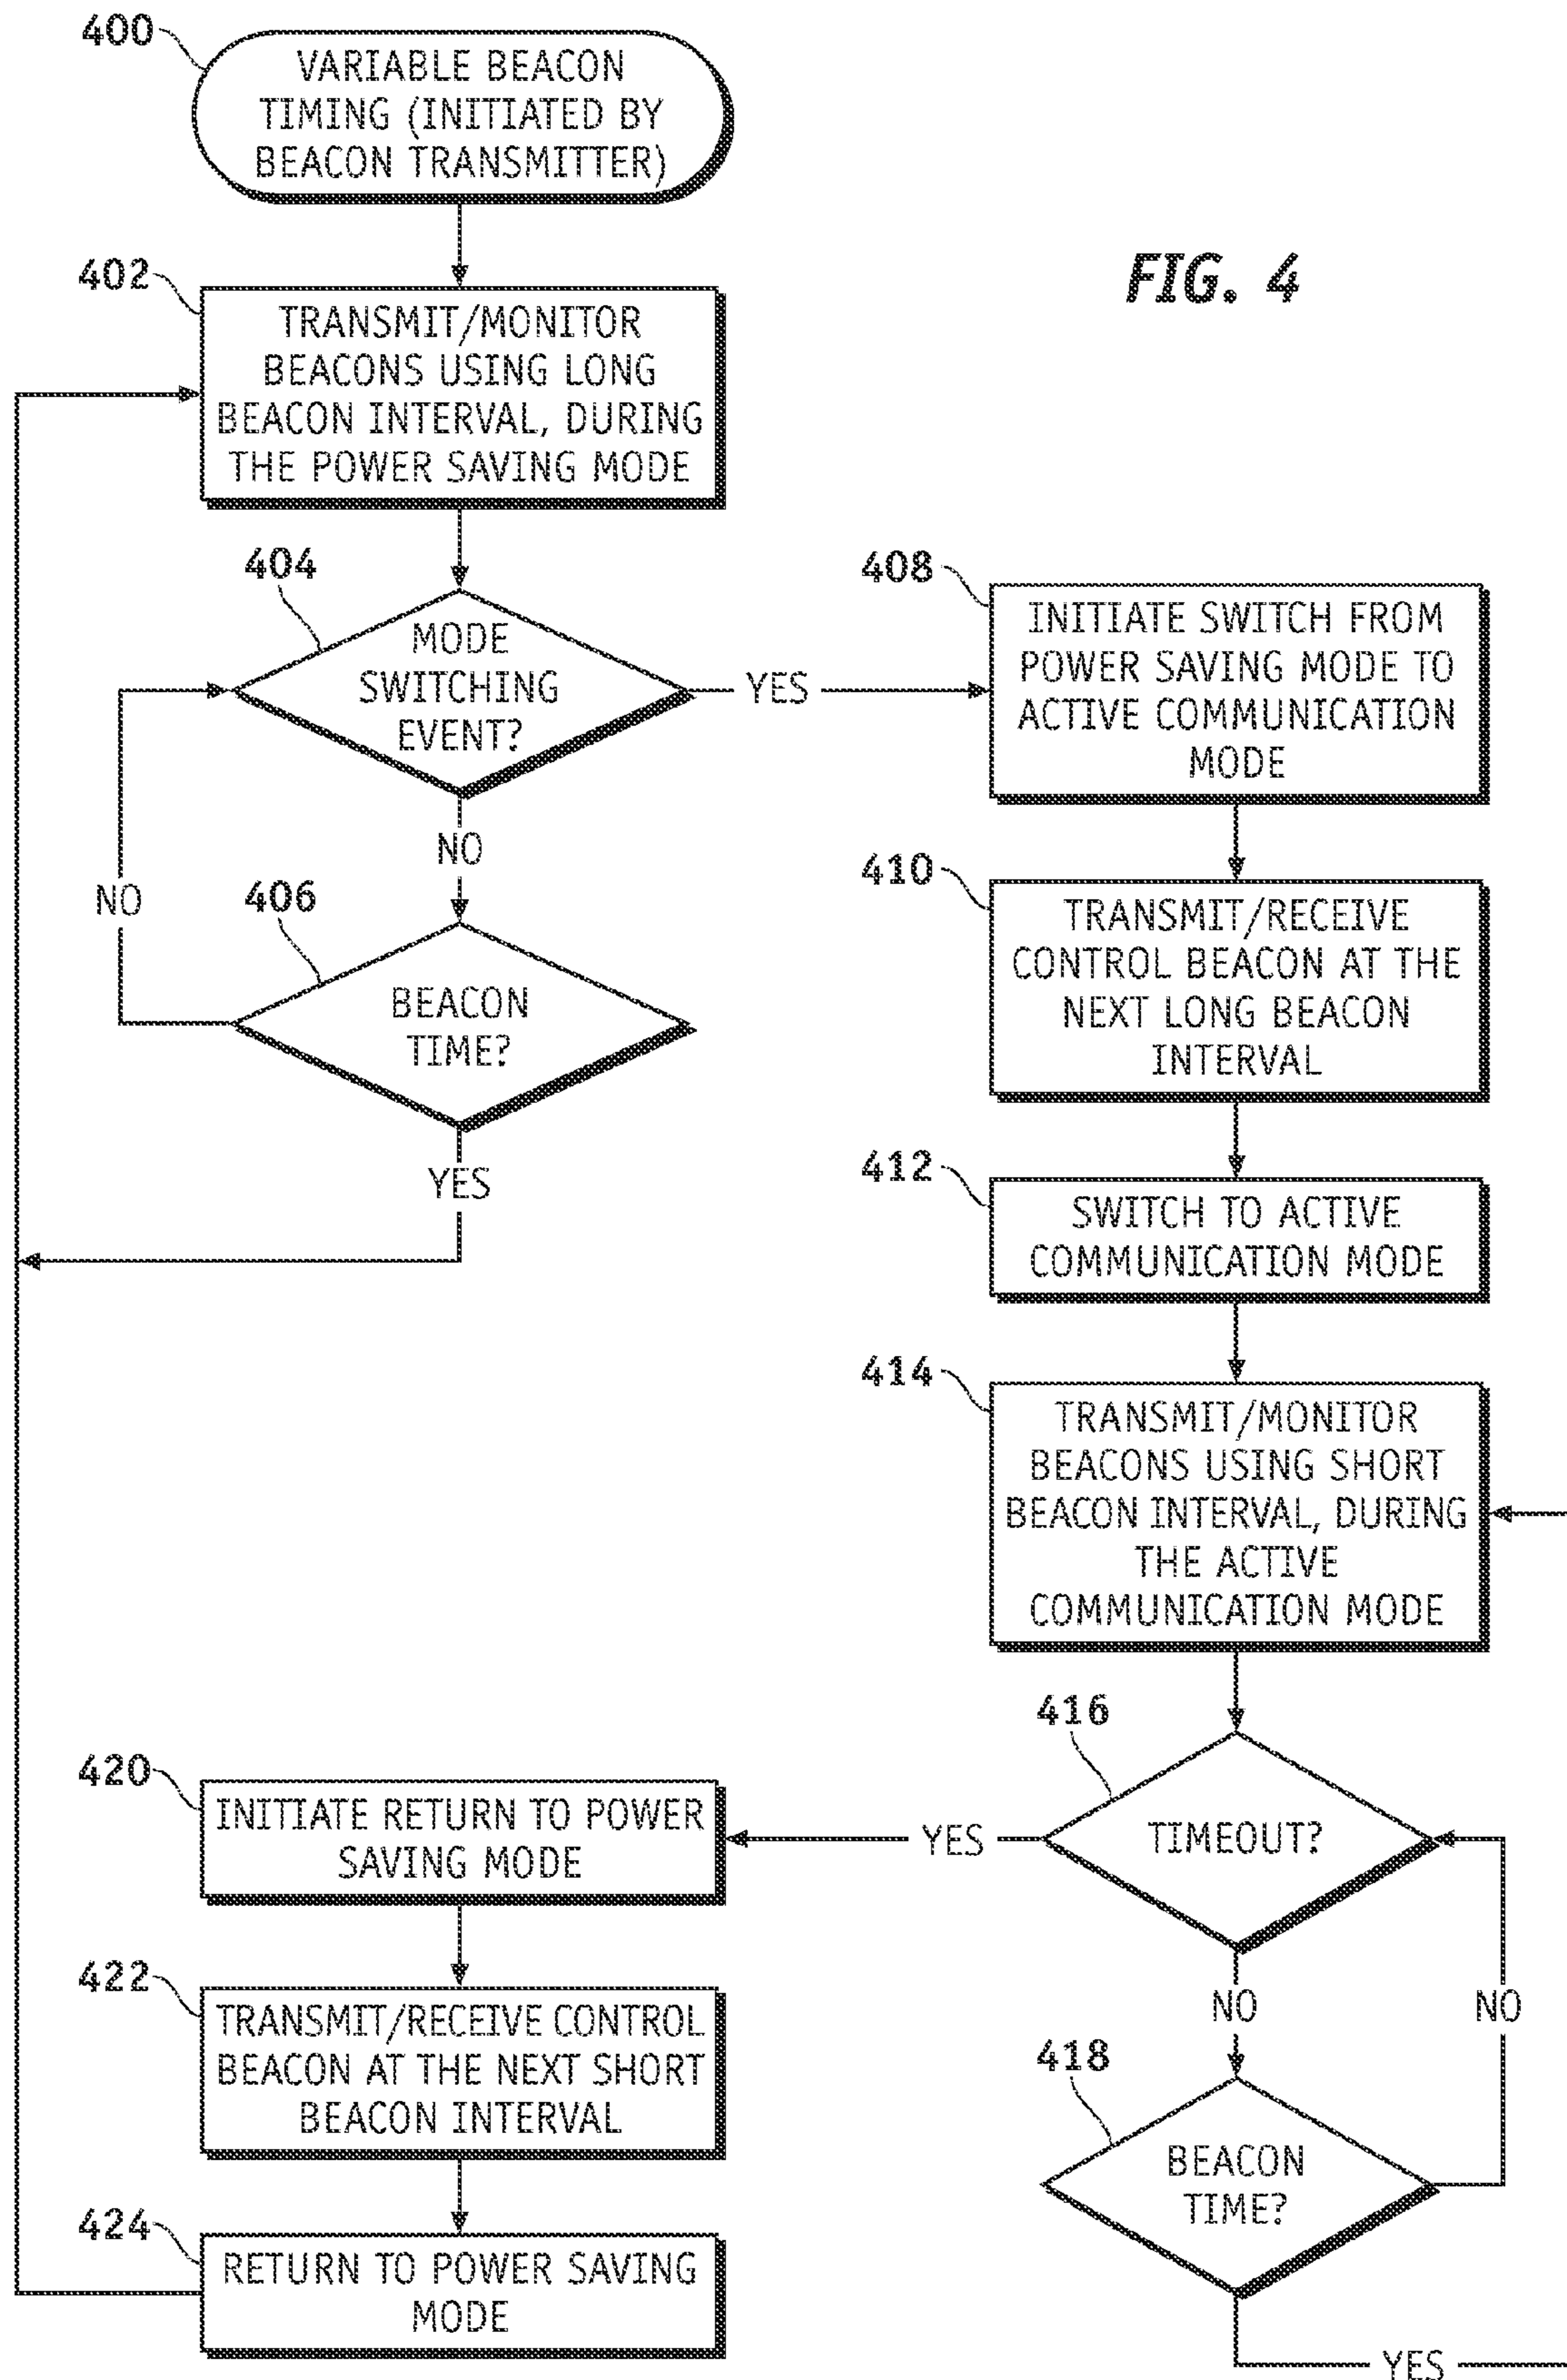 400
VARIABLE BEACON
TIMING (INITIATED BY
BEACON TRANSMITTER)
FIG. 4
402
TRANSMIT/MONITOR
BEACONS USING LONG
BEACON INTERVAL, DURING
THE POWER SAVING MODE
404
MODE
SWITCHING
EVENT?
YES
NO
NO
406
BEACON
TIME?
YES
408
INITIATE SWITCH FROM
POWER SAVING MODE TO
ACTIVE COMMUNICATION
MODE
410
TRANSMIT/RECEIVE
CONTROL BEACON AT THE
NEXT LONG BEACON
INTERVAL
412
SWITCH TO ACTIVE
COMMUNICATION MODE
414
TRANSMIT/MONITOR
BEACONS USING SHORT
BEACON INTERVAL, DURING
THE ACTIVE
COMMUNICATION MODE
416
TIMEOUT?
YES
NO
NO
418
BEACON
TIME?
YES
420
INITIATE RETURN TO POWER
SAVING MODE
422
TRANSMIT/RECEIVE CONTROL
BEACON AT THE NEXT SHORT
BEACON INTERVAL
424
RETURN TO POWER SAVING
MODE